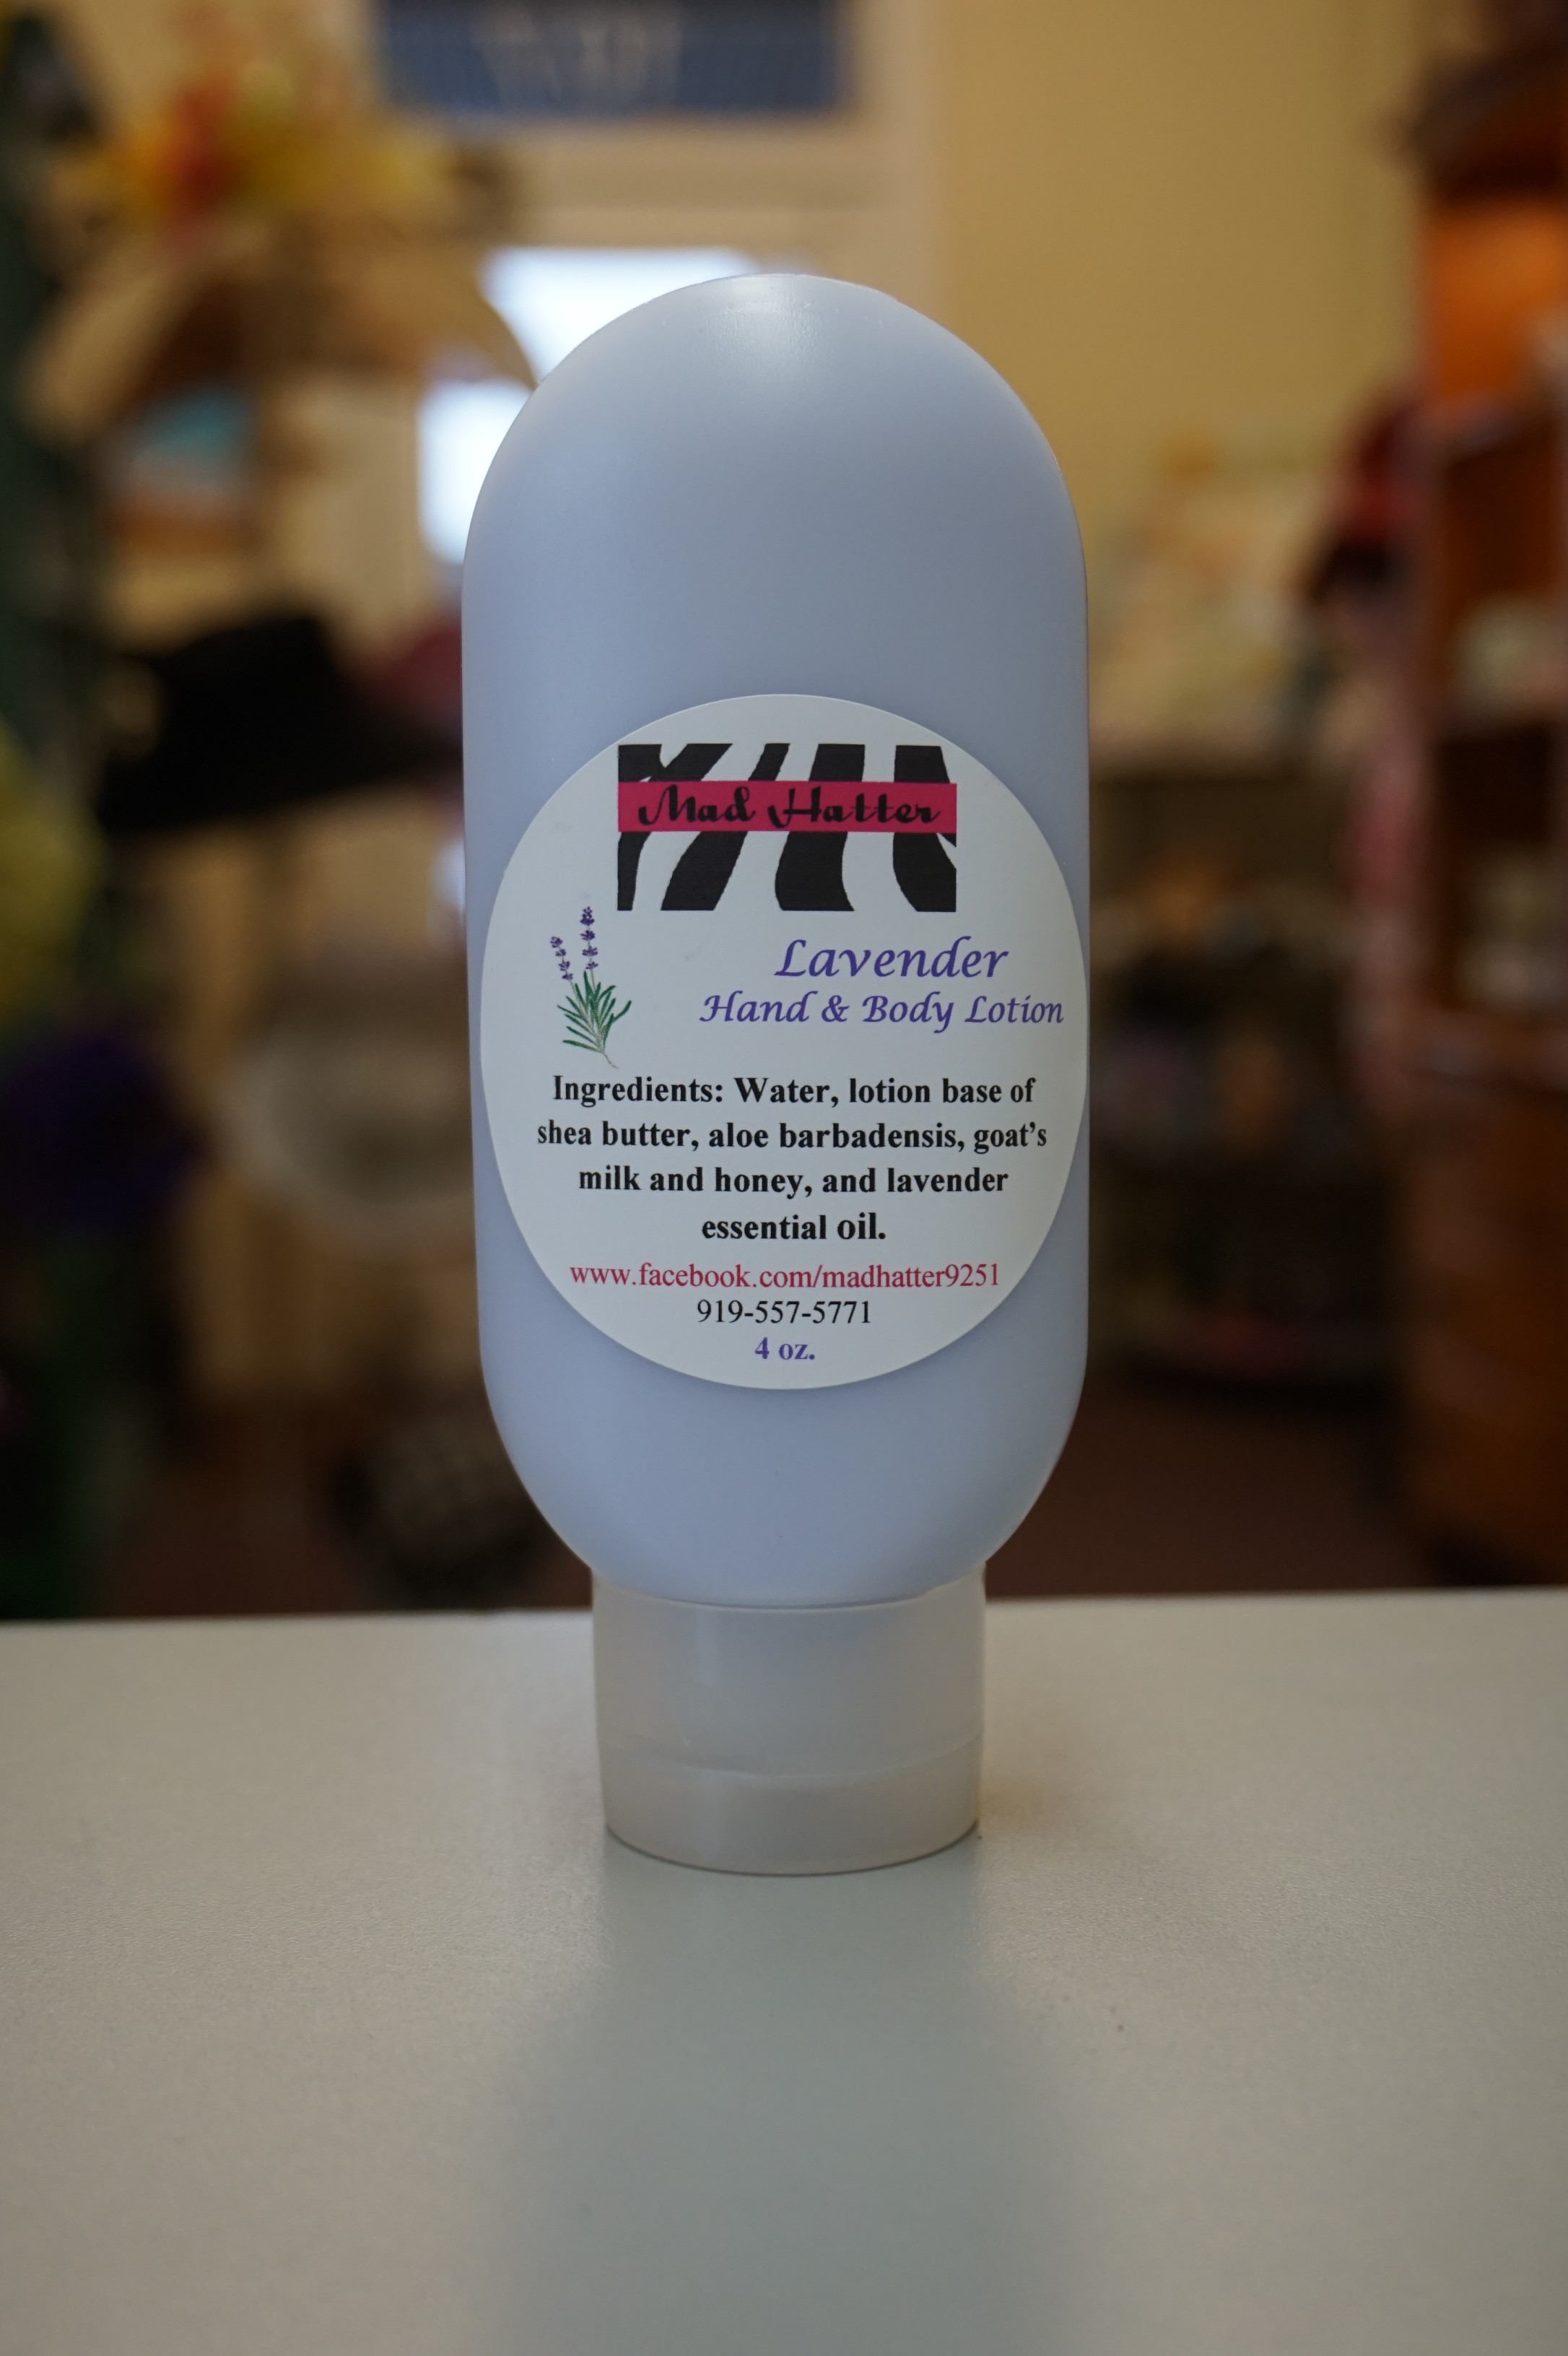 Mad Hatter
Lavender
Hand & Body Lotion
Ingredients: Water, lotion base of
shea butter, aloe barbadensis, goat's
milk and honey, and lavender
essential oil.
www.facebook.com/madhatter9251
919-557-5771
4 oz.